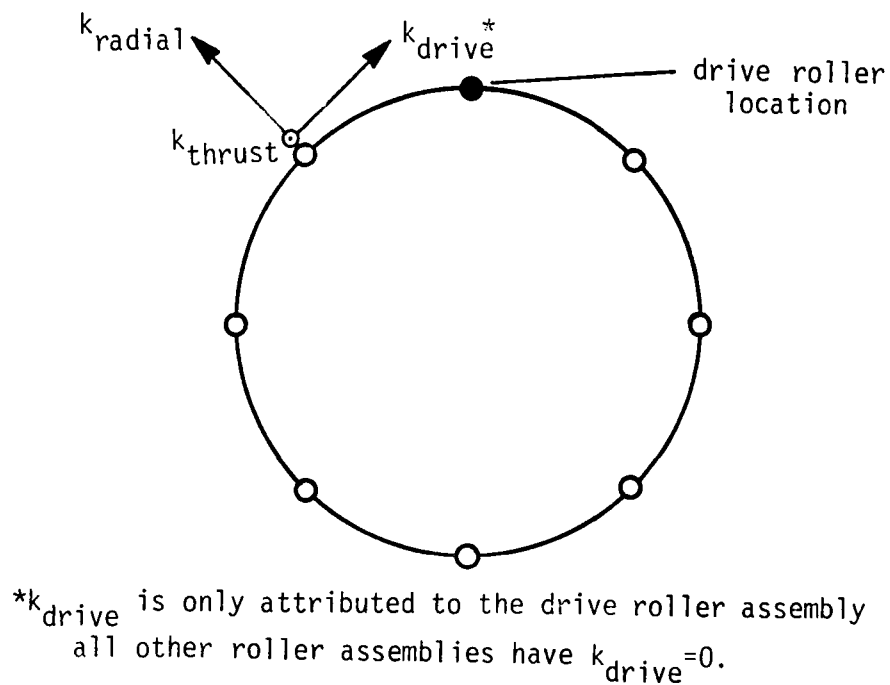 k_radial
k_drive*
drive roller
location
k_thrust
*k_drive is only attributed to the drive roller assembly
all other roller assemblies have k_drive=0.